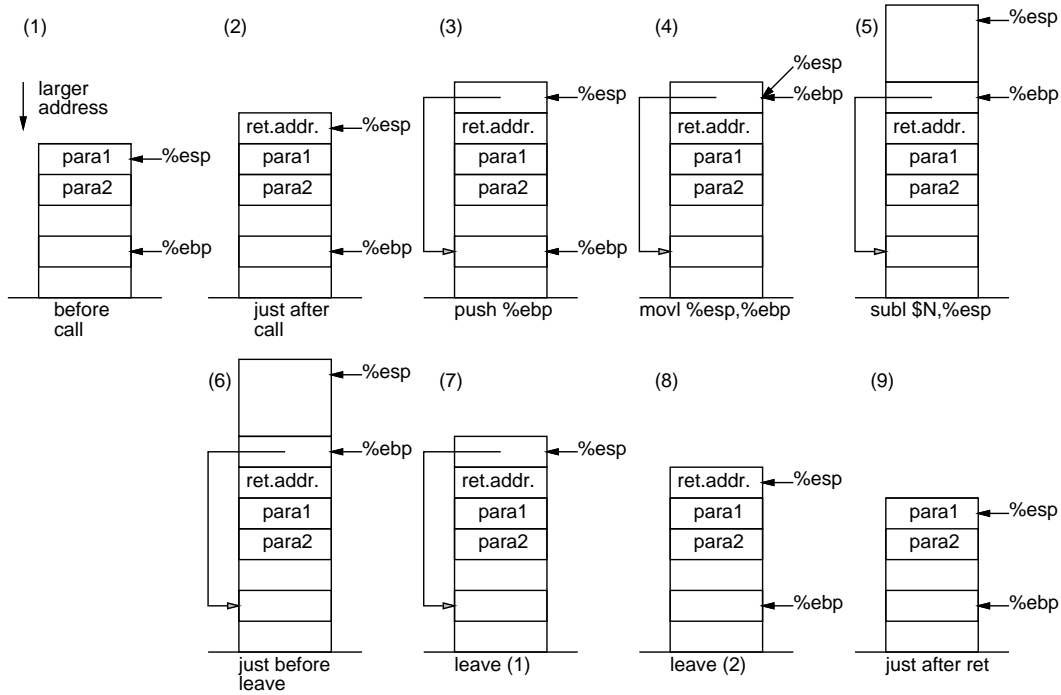 (1)
larger
address
para1
%esp
para2
%ebp
before
call
(2)
ret.addr.
%esp
para1
para2
%ebp
just after
call
(3)
%esp
ret.addr.
para1
para2
%ebp
push %ebp
(4)
%esp
%ebp
ret.addr.
para1
para2
movl %esp,%ebp
(5)
%esp
%ebp
ret.addr.
para1
para2
subl $N,%esp
(6)
%esp
%ebp
ret.addr.
para1
para2
just before
leave
(7)
%esp
ret.addr.
para1
para2
leave (1)
(8)
ret.addr.
%esp
para1
para2
%ebp
leave (2)
(9)
para1
%esp
para2
%ebp
just after ret